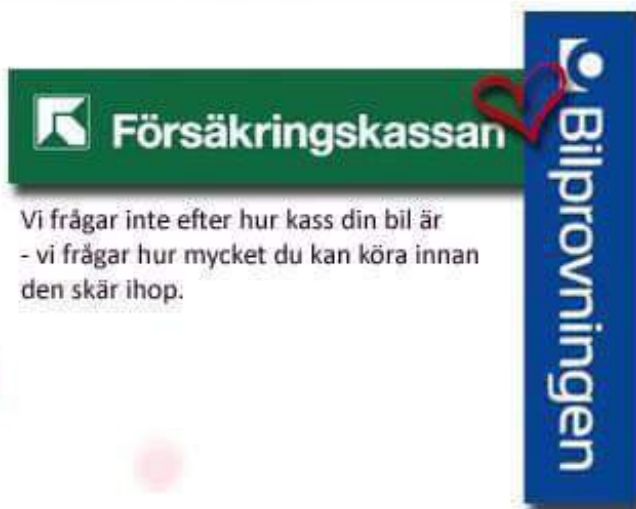 Försäkringskassan
Bilprovningen
Vi frågar inte efter hur kass din bil är
- vi frågar hur mycket du kan köra innan
den skär ihop.